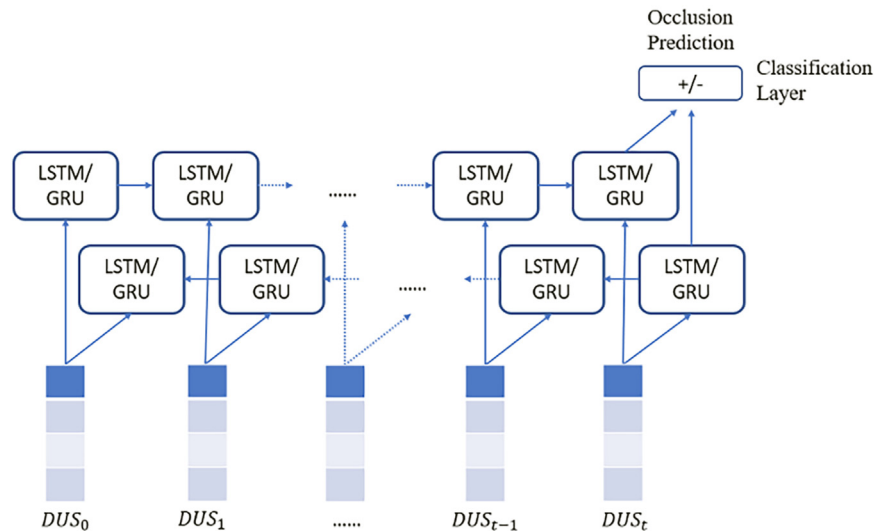 Occlusion
Prediction
+/-
Classification
Layer
LSTM/
GRU
LSTM/
GRU
......
LSTM/
GRU
LSTM/
GRU
LSTM/
GRU
LSTM/
GRU
......
LSTM/
GRU
LSTM/
GRU
DUS₀
DUS₁
......
DUSₜ₋₁
DUSₜ